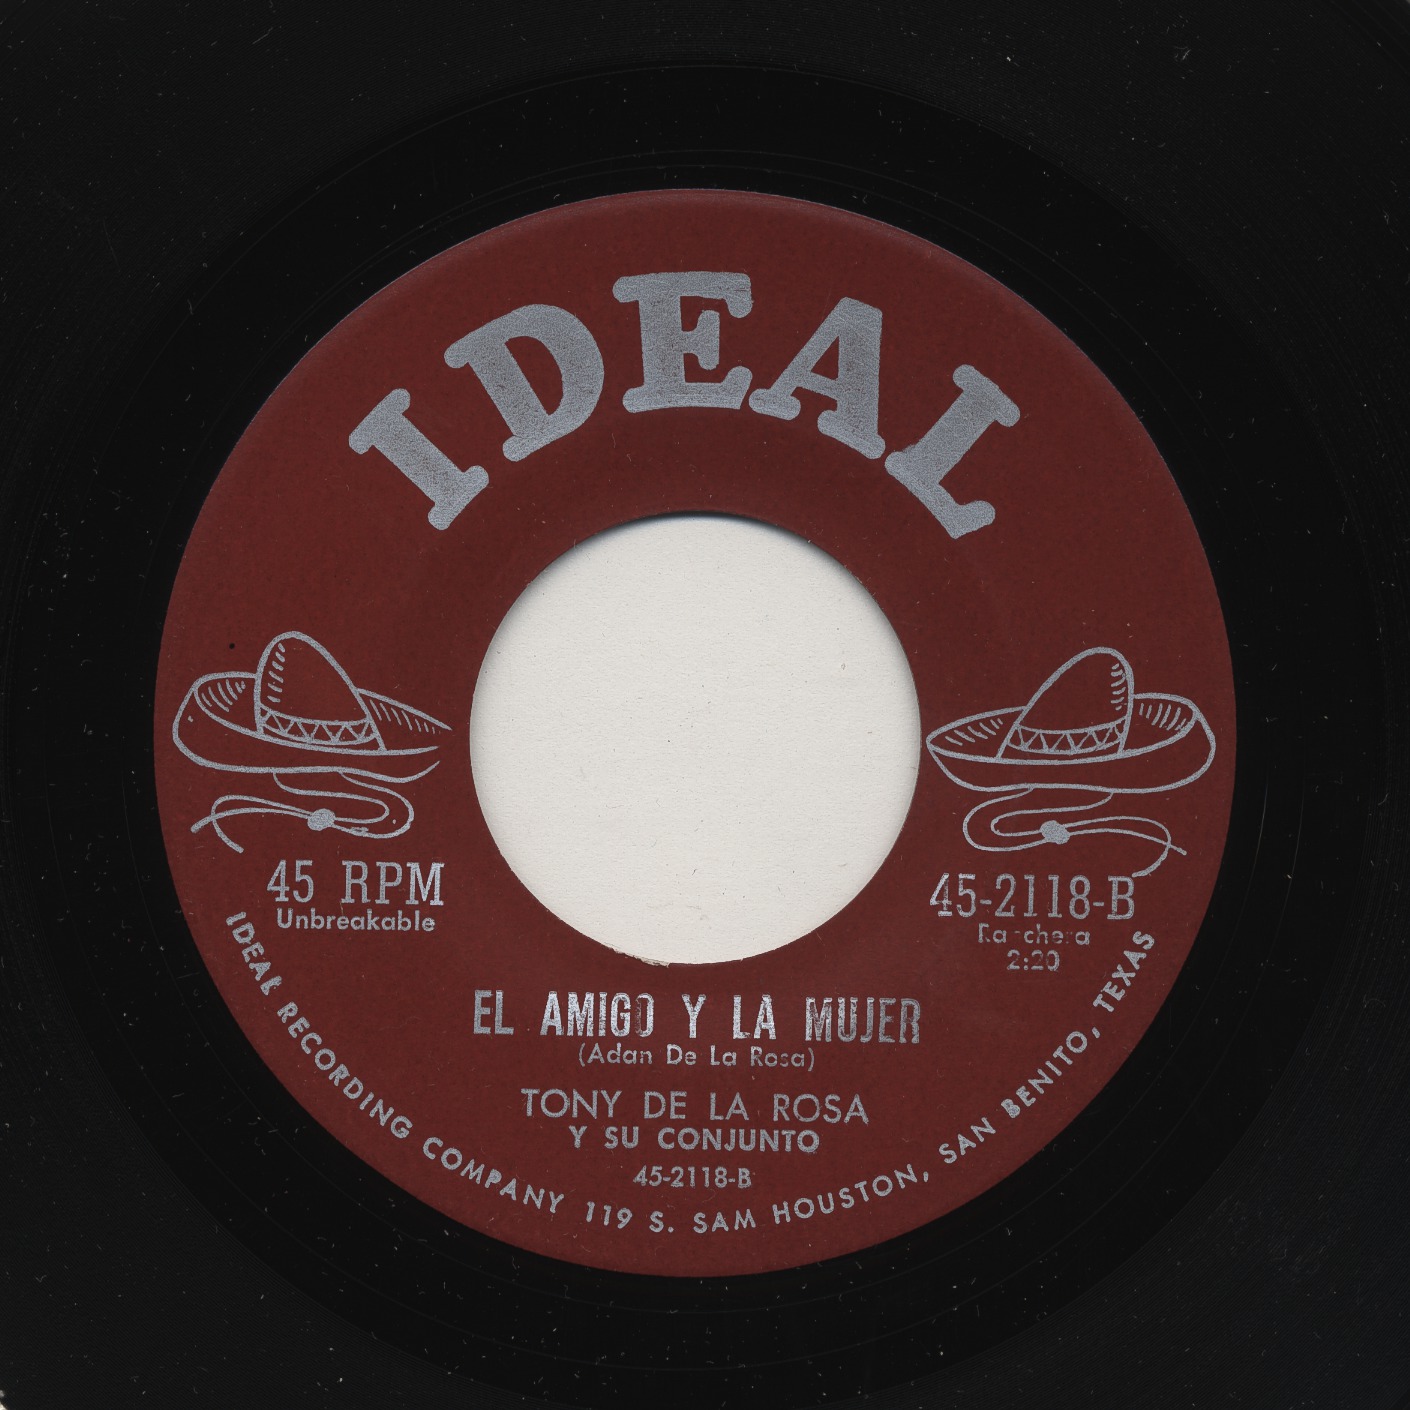 IDEAL
45 RPM
Unbreakable
45-2118-B
Ranchera
2:20
EL AMIGO Y LA MUJER
(Adan De La Rosa)
TONY DE LA ROSA
Y SU CONJUNTO
45-2118-B
IDEAL RECORDING COMPANY 119 S. SAM HOUSTON, SAN BENITO, TEXAS